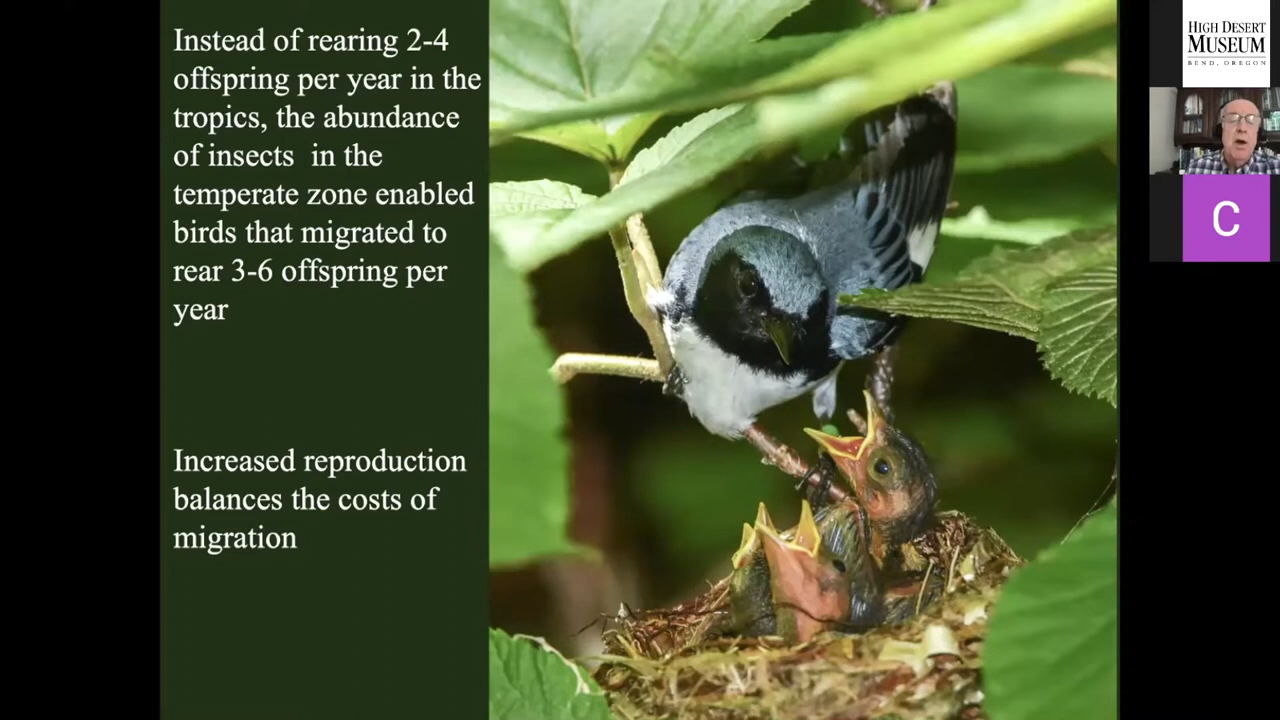 Instead of rearing 2-4
offspring per year in the
tropics, the abundance
of insects in the
temperate zone enabled
birds that migrated to
rear 3-6 offspring per
year
Increased reproduction
balances the costs of
migration
HIGH DESERT
MUSEUM
BEND, OREGON
C